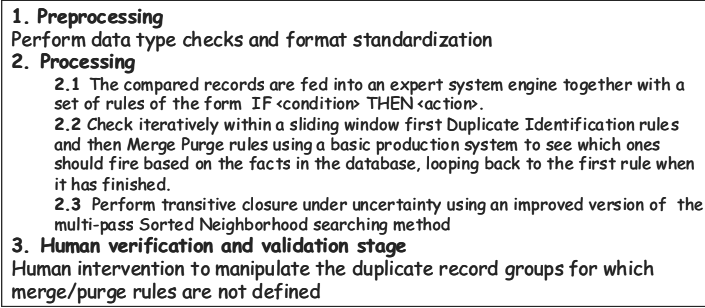 1. Preprocessing
Perform data type checks and format standardization
2. Processing
2.1 The compared records are fed into an expert system engine together with a
set of rules of the form IF <condition> THEN <action>.
2.2 Check iteratively within a sliding window first Duplicate Identification rules
and then Merge Purge rules using a basic production system to see which ones
should fire based on the facts in the database, looping back to the first rule when
it has finished.
2.3 Perform transitive closure under uncertainty using an improved version of the
multi-pass Sorted Neighborhood searching method
3. Human verification and validation stage
Human intervention to manipulate the duplicate record groups for which
merge/purge rules are not defined